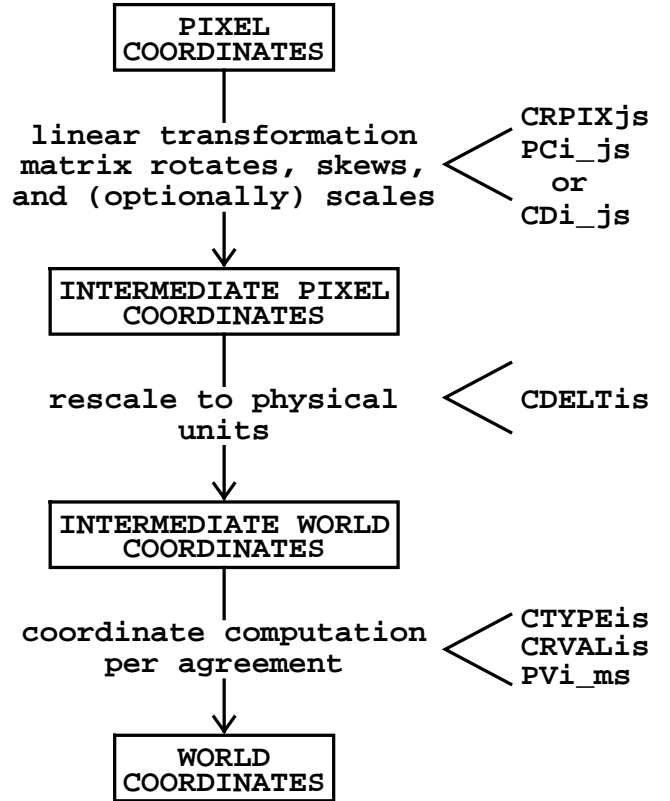 PIXEL
COORDINATES
linear transformation
matrix rotates, skews,
and (optionally) scales
CRPIXjs
PCi_js
or
CDi_js
INTERMEDIATE PIXEL
COORDINATES
rescale to physical
units
CDELTis
INTERMEDIATE WORLD
COORDINATES
coordinate computation
per agreement
CTYPEis
CRVALis
PVi_ms
WORLD
COORDINATES